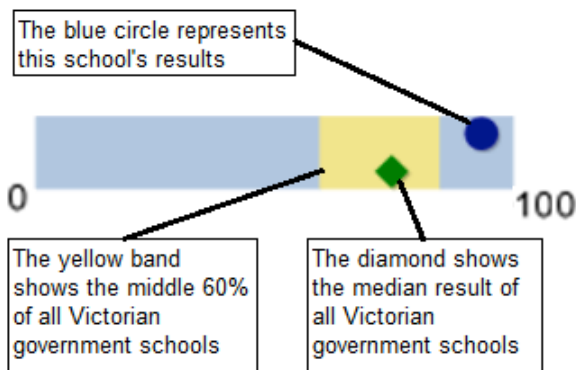 The blue circle represents
this school's results
0
100
The yellow band
shows the middle 60%
of all Victorian
government schools
The diamond shows
the median result of
all Victorian
government schools